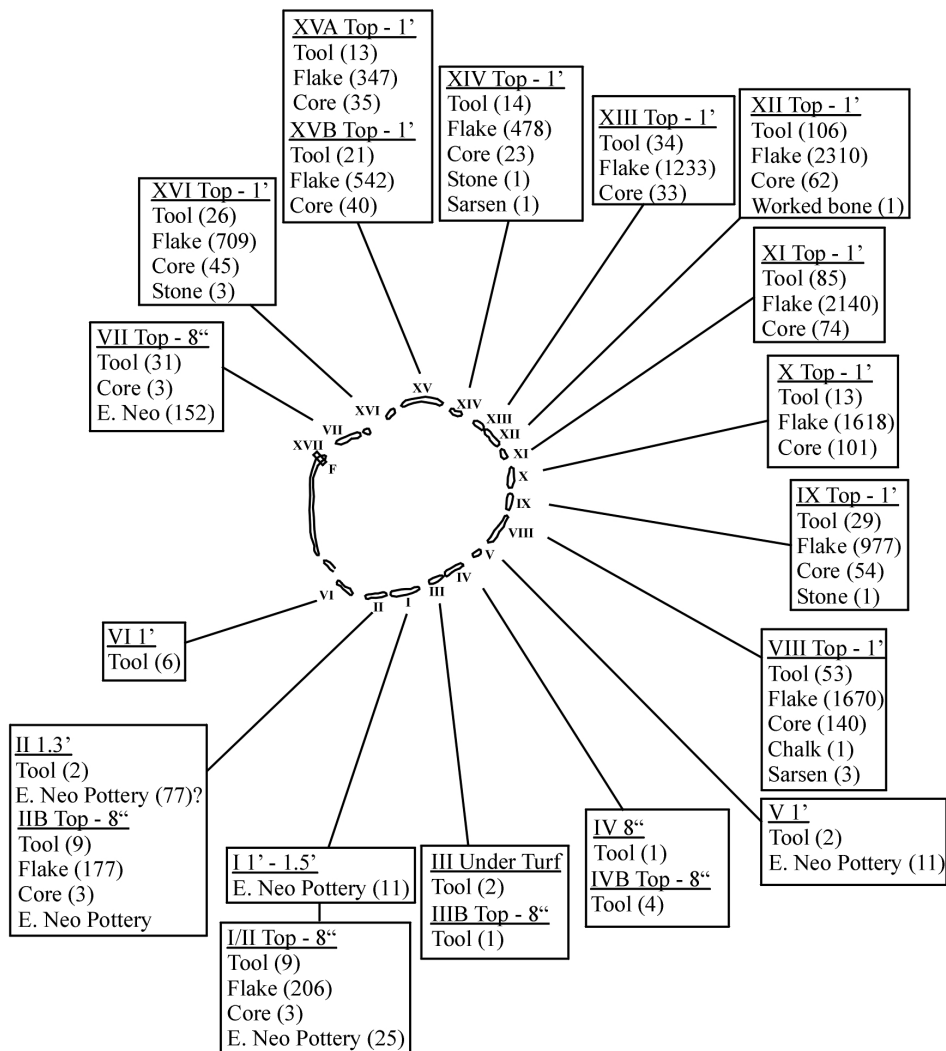 XVA Top - 1’
Tool (13)
Flake (347)
Core (35)
XVB Top - 1’
Tool (21)
Flake (542)
Core (40)
XIV Top - 1’
Tool (14)
Flake (478)
Core (23)
Stone (1)
Sarsen (1)
XIII Top - 1’
Tool (34)
Flake (1233)
Core (33)
XII Top - 1’
Tool (106)
Flake (2310)
Core (62)
Worked bone (1)
XVI Top - 1’
Tool (26)
Flake (709)
Core (45)
Stone (3)
XI Top - 1’
Tool (85)
Flake (2140)
Core (74)
VII Top - 8“
Tool (31)
Core (3)
E. Neo (152)
X Top - 1’
Tool (13)
Flake (1618)
Core (101)
IX Top - 1’
Tool (29)
Flake (977)
Core (54)
Stone (1)
XV
XVI
XIV
XIII
VII
XII
XVII
XI
F
X
IX
VIII
V
IV
VI
III
II
I
VI 1’
Tool (6)
VIII Top - 1’
Tool (53)
Flake (1670)
Core (140)
Chalk (1)
Sarsen (3)
II 1.3’
Tool (2)
E. Neo Pottery (77)?
IIB Top - 8“
Tool (9)
Flake (177)
Core (3)
E. Neo Pottery
I 1’ - 1.5’
E. Neo Pottery (11)
I/II Top - 8“
Tool (9)
Flake (206)
Core (3)
E. Neo Pottery (25)
III Under Turf
Tool (2)
IIIB Top - 8“
Tool (1)
IV 8“
Tool (1)
IVB Top - 8“
Tool (4)
V 1’
Tool (2)
E. Neo Pottery (11)